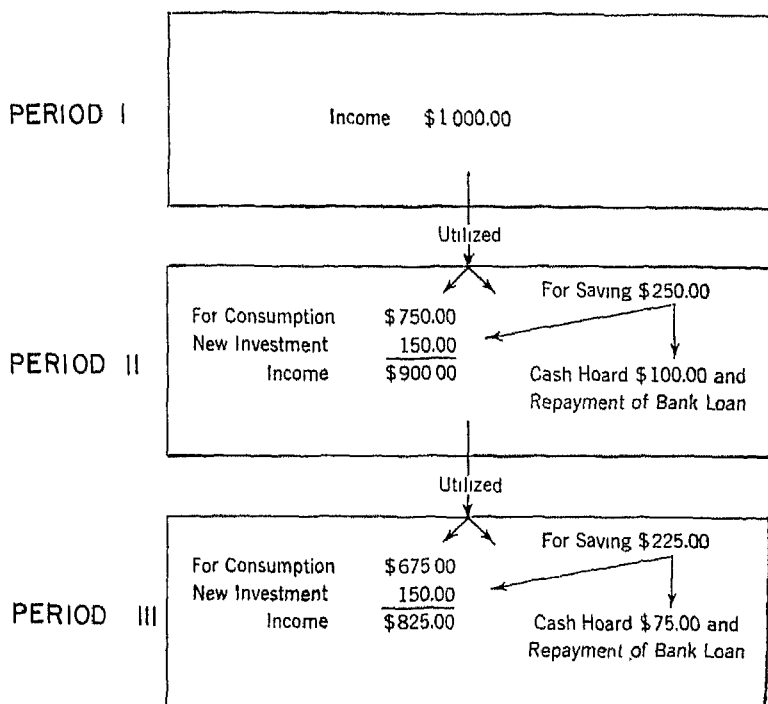 PERIOD I
Income $1000.00
Utilized
PERIOD II
For Saving $250.00
For Consumption $750.00
New Investment 150.00
Income $900 00
Cash Hoard $100.00 and
Repayment of Bank Loan
Utilized
PERIOD III
For Saving $225.00
For Consumption $675 00
New Investment 150.00
Income $825.00
Cash Hoard $75.00 and
Repayment of Bank Loan